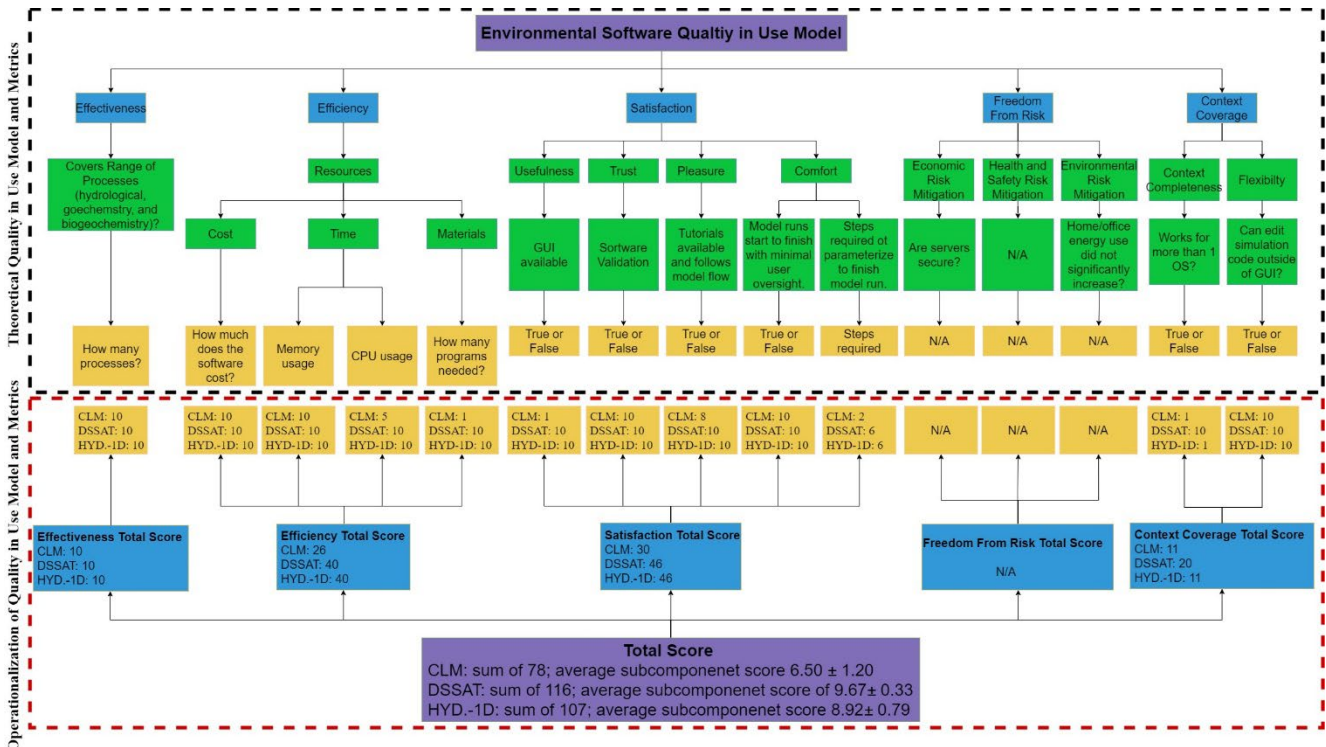 Environmental Software Qualtiy in Use Model
Theoretical Quality in Use Model and Metrics
Effectiveness
Efficiency
Satisfaction
Freedom
From Risk
Context
Coverage
Covers Range of
Processes
(hydrological,
goechemstry, and
biogeochemistry)?
Resources
Usefulness
Trust
Pleasure
Comfort
Economic
Risk
Mitigation
Health and
Safety Risk
Mitigation
Environmental
Risk
Mitigation
Context
Completeness
Flexibilty
Cost
Time
Materials
GUI
available
Sortware
Validation
Tutorials
available
and follows
model flow
Model runs
start to finish
with minimal
user
oversight.
Steps
required ot
parameterize
to finish
model run.
Are servers
secure?
N/A
Home/office
energy use
did not
significantly
increase?
Works for
more than 1
OS?
Can edit
simulation
code outside
of GUI?
How many
processes?
How much
does the
software
cost?
Memory
usage
CPU usage
How many
programs
needed?
True or
False
True or
False
True or
False
True or
False
Steps
required
N/A
N/A
N/A
True or
False
True or
False
Operationalization of Quality in Use Model and Metrics
CLM: 10
DSSAT: 10
HYD.-1D: 10
CLM: 10
DSSAT: 10
HYD.-1D: 10
CLM: 10
DSSAT: 10
HYD-1D: 10
CLM: 5
DSSAT: 10
HYD-1D: 10
CLM: 1
DSSAT: 10
HYD-1D: 10
CLM: 1
DSSAT: 10
HYD-1D: 10
CLM: 10
DSSAT: 10
HYD-1D: 10
CLM: 8
DSSAT:10
HYD-1D: 10
CLM: 10
DSSAT: 10
HYD-1D: 10
CLM: 2
DSSAT: 6
HYD-1D: 6
N/A
N/A
N/A
CLM: 1
DSSAT: 10
HYD-1D: 1
CLM: 10
DSSAT: 10
HYD-1D: 10
Effectiveness Total Score
CLM: 10
DSSAT: 10
HYD.-1D: 10
Efficiency Total Score
CLM: 26
DSSAT: 40
HYD.-1D: 40
Satisfaction Total Score
CLM: 30
DSSAT: 46
HYD.-1D: 46
Freedom From Risk Total Score
N/A
Context Coverage Total Score
CLM: 11
DSSAT: 20
HYD.-1D: 11
Total Score
CLM: sum of 78; average subcomponenet score 6.50 ± 1.20
DSSAT: sum of 116; average subcomponenet score of 9.67± 0.33
HYD.-1D: sum of 107; average subcomponenet score 8.92± 0.79